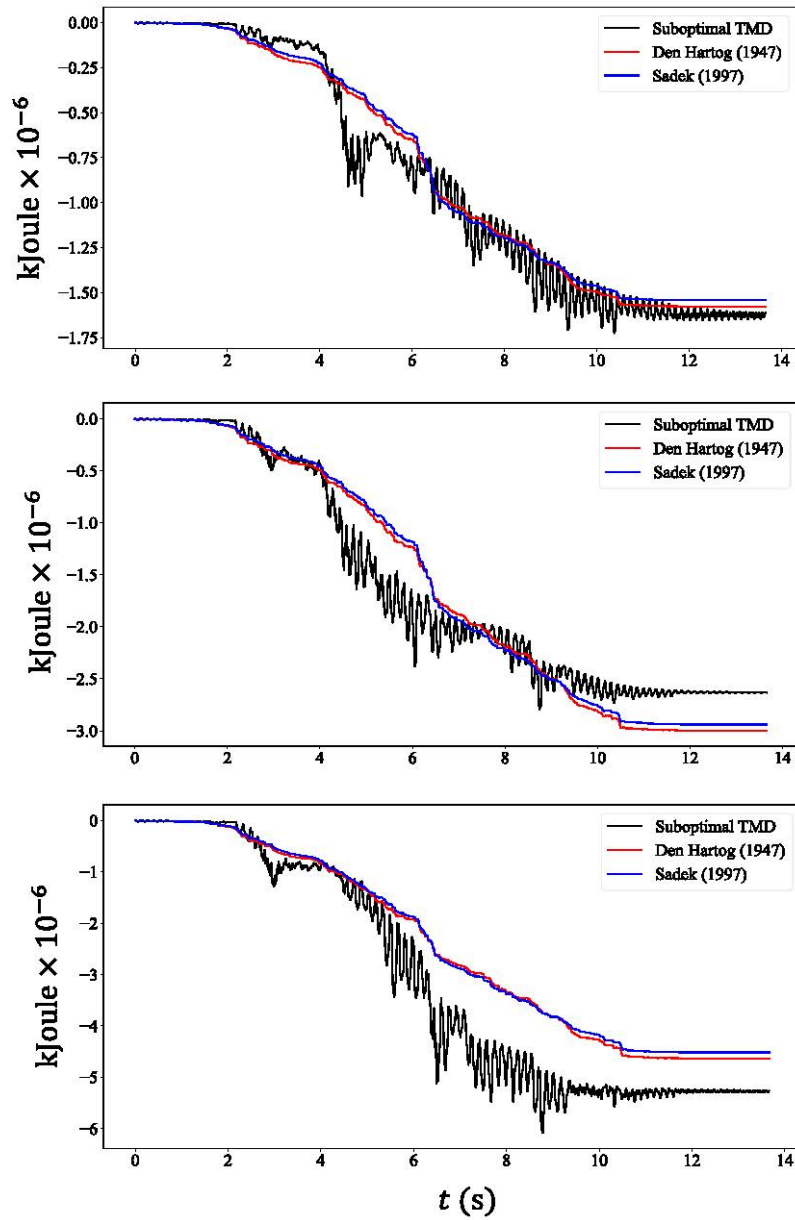 kJoule × 10⁻⁶
0.00
−0.25
−0.50
−0.75
−1.00
−1.25
−1.50
−1.75
Suboptimal TMD
Den Hartog (1947)
Sadek (1997)
0 2 4 6 8 10 12 14
kJoule × 10⁻⁶
0.0
−0.5
−1.0
−1.5
−2.0
−2.5
−3.0
Suboptimal TMD
Den Hartog (1947)
Sadek (1997)
0 2 4 6 8 10 12 14
kJoule × 10⁻⁶
0
−1
−2
−3
−4
−5
−6
Suboptimal TMD
Den Hartog (1947)
Sadek (1997)
0 2 4 6 8 10 12 14
t (s)